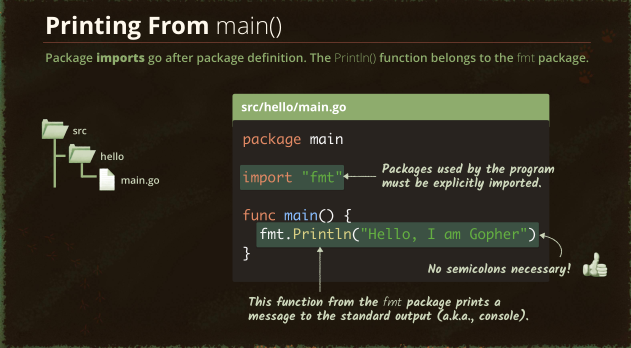 Printing From main()
Package imports go after package definition. The Println() function belongs to the fmt package.
src
hello
main.go
src/hello/main.go
package main
import "fmt"
Packages used by the program
must be explicitly imported.
func main() {
fmt.Println("Hello, I am Gopher")
}
No semicolons necessary!
This function from the fmt package prints a
message to the standard output (a.k.a., console).